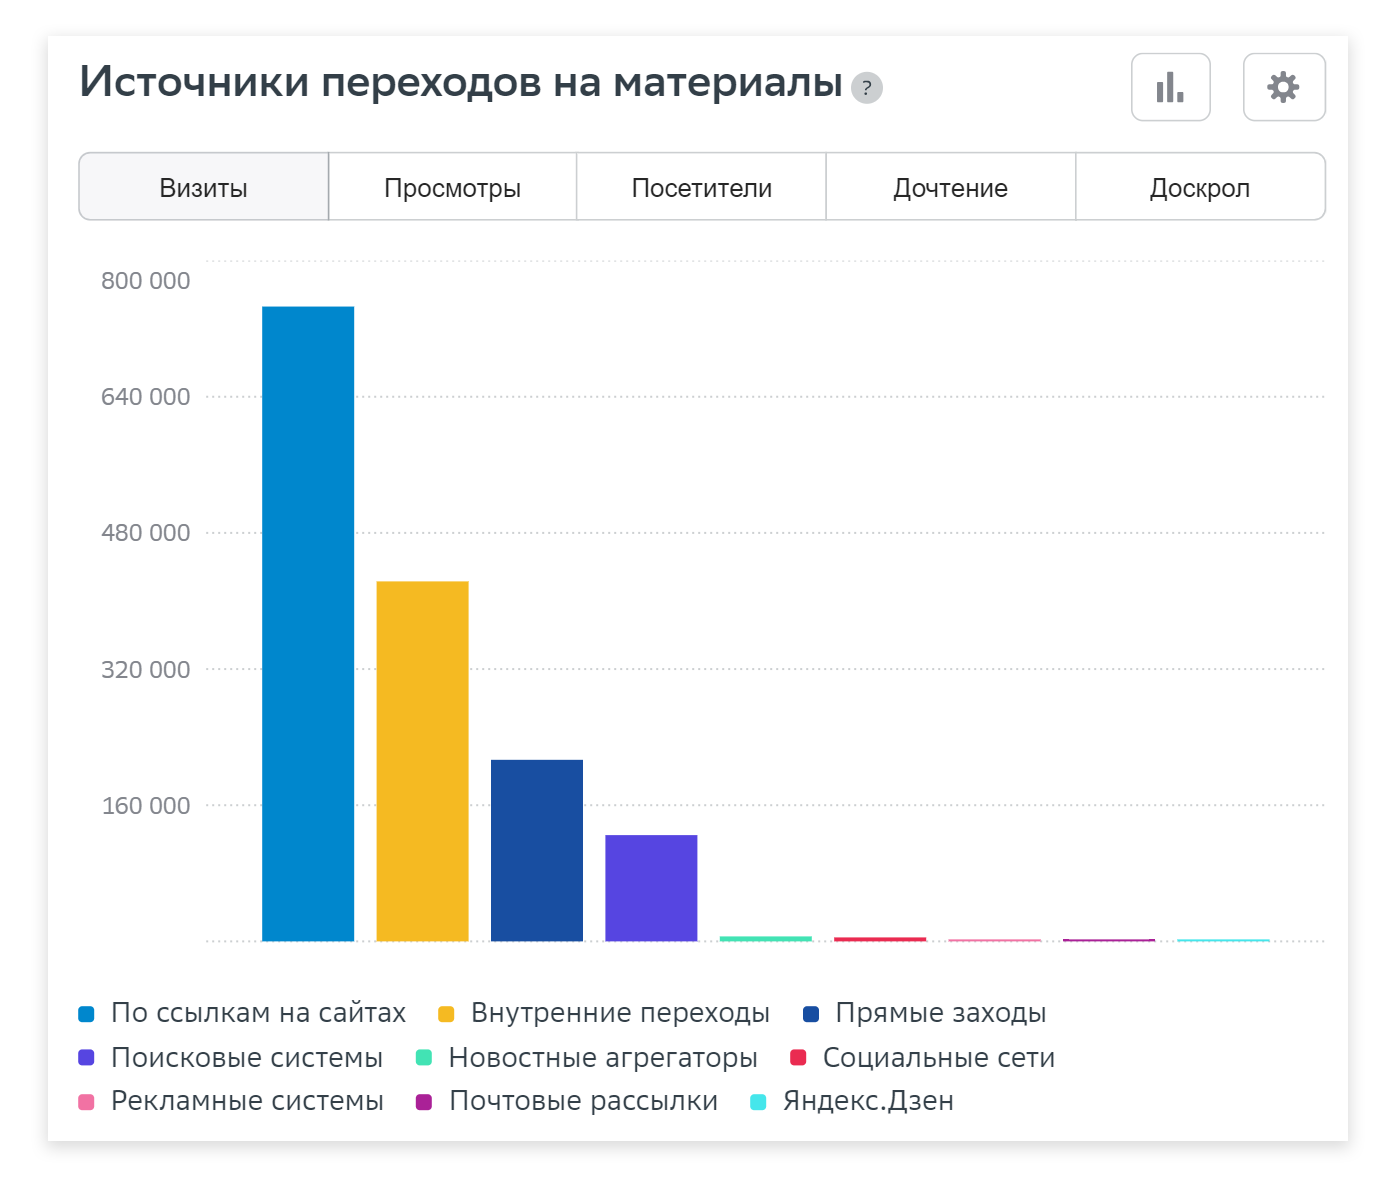 Источники переходов на материалы ?
Визиты Просмотры Посетители Дочтение Доскрол
800 000
640 000
480 000
320 000
160 000
По ссылкам на сайтах Внутренние переходы Прямые заходы
Поисковые системы Новостные агрегаторы Социальные сети
Рекламные системы Почтовые рассылки Яндекс.Дзен